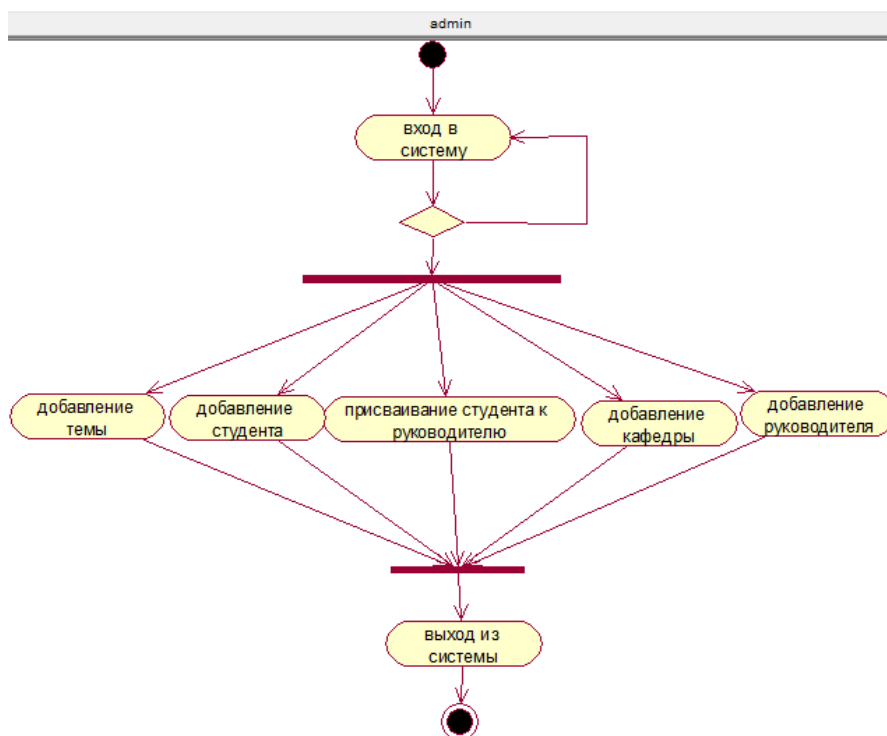 admin
вход в
систему
добавление
темы
добавление
студента
присваивание студента к
руководителю
добавление
кафедры
добавление
руководителя
выход из
системы